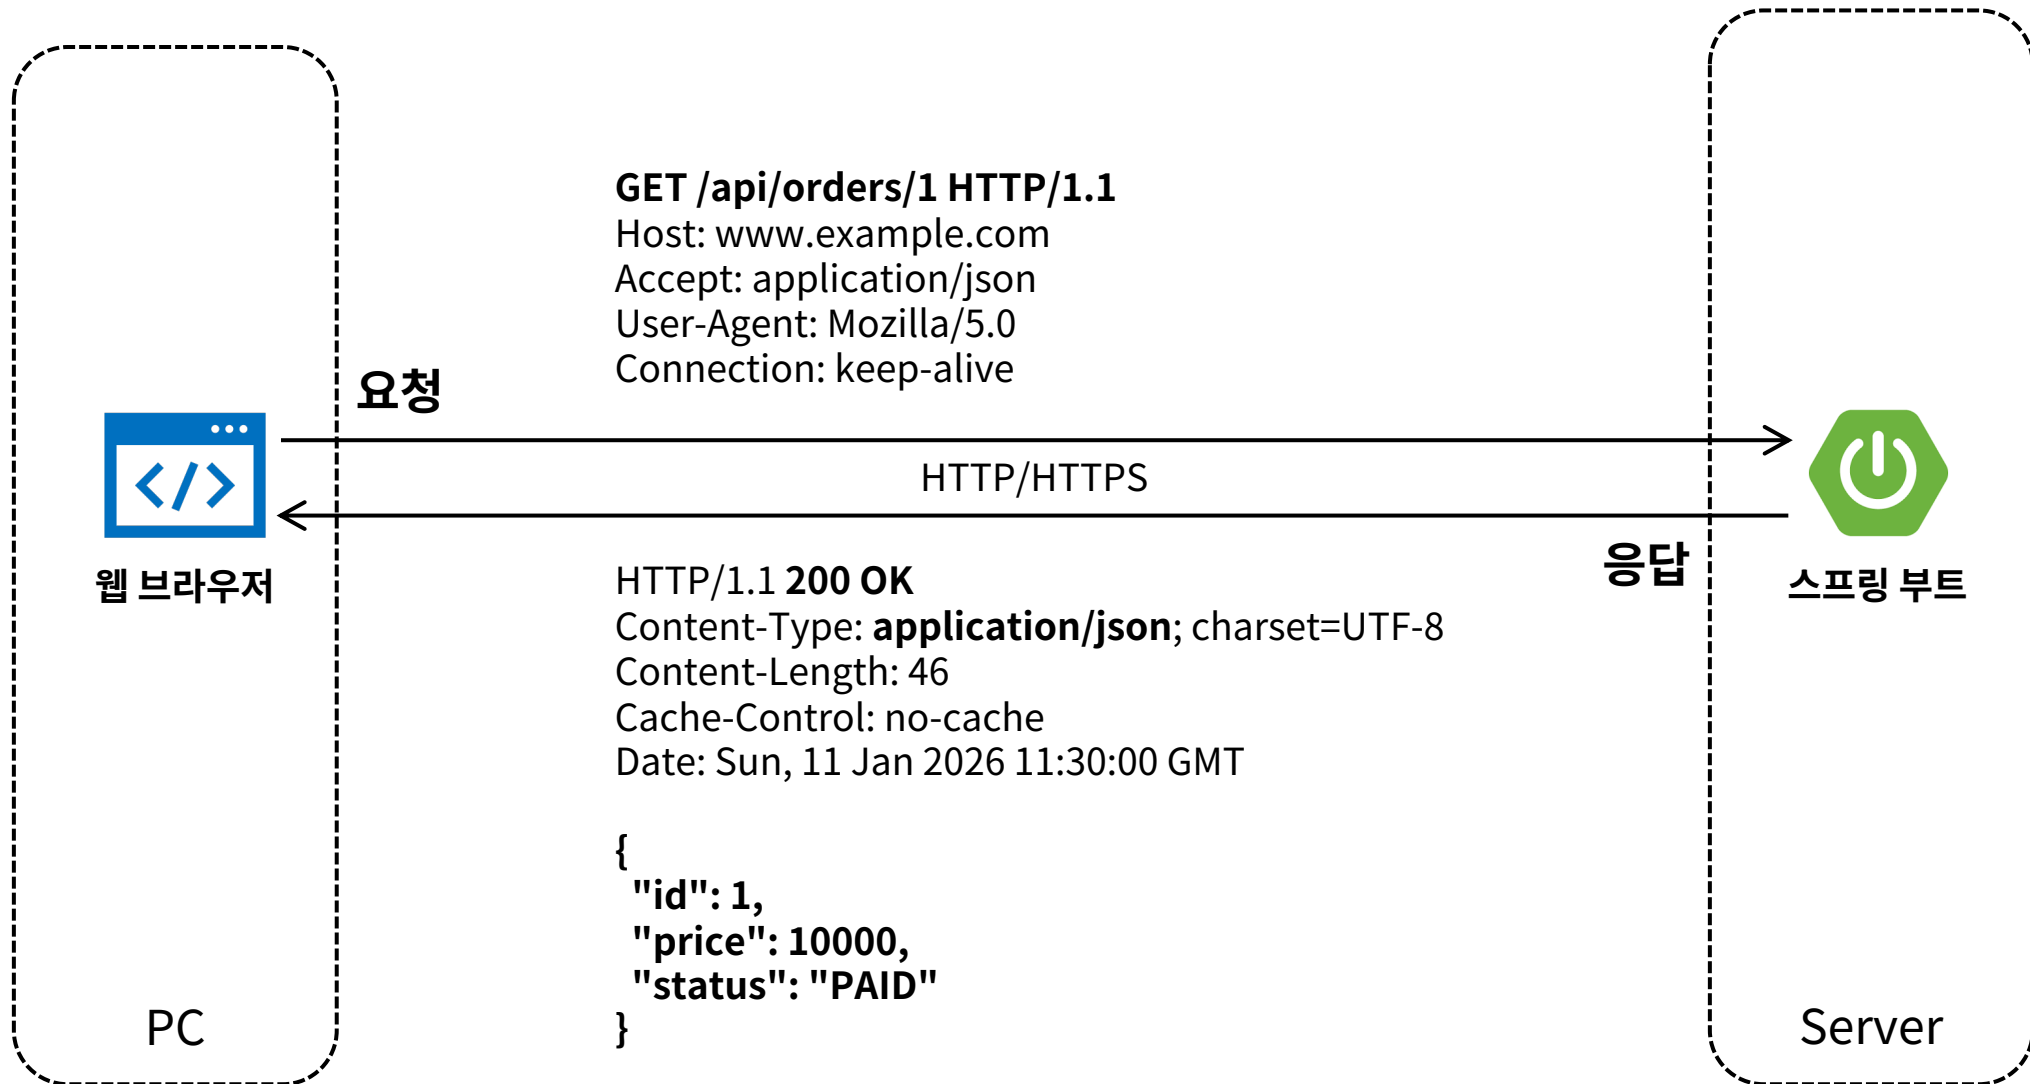 GET /api/orders/1 HTTP/1.1
Host: www.example.com
Accept: application/json
User-Agent: Mozilla/5.0
Connection: keep-alive
요청
</>
HTTP/HTTPS
웹 브라우저
응답
스프링 부트
HTTP/1.1 200 OK
Content-Type: application/json; charset=UTF-8
Content-Length: 46
Cache-Control: no-cache
Date: Sun, 11 Jan 2026 11:30:00 GMT
{
"id": 1,
"price": 10000,
"status": "PAID"
}
PC
Server